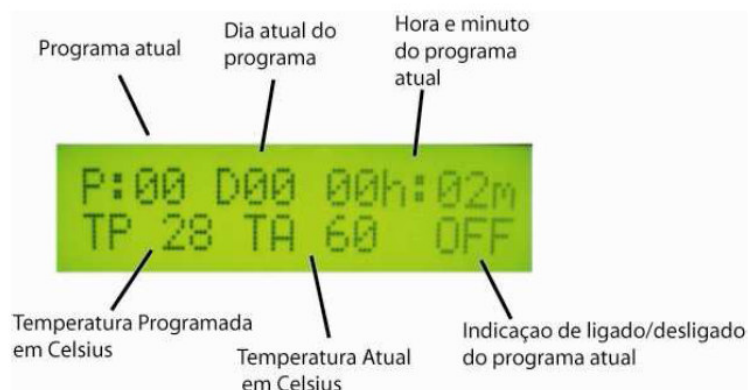 Programa atual
Dia atual do
programa
Hora e minuto
do programa
atual
P:00 D00 00h:02m
TP 28 TA 60 OFF
Temperatura Programada
em Celsius
Temperatura Atual
em Celsius
Indicaçao de ligado/desligado
do programa atual